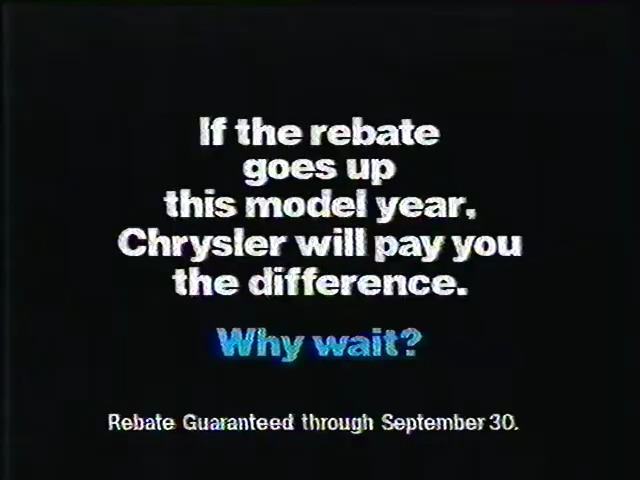 If the rebate
goes up
this model year,
Chrysler will pay you
the difference.
Why wait?
Rebate Guaranteed through September 30.